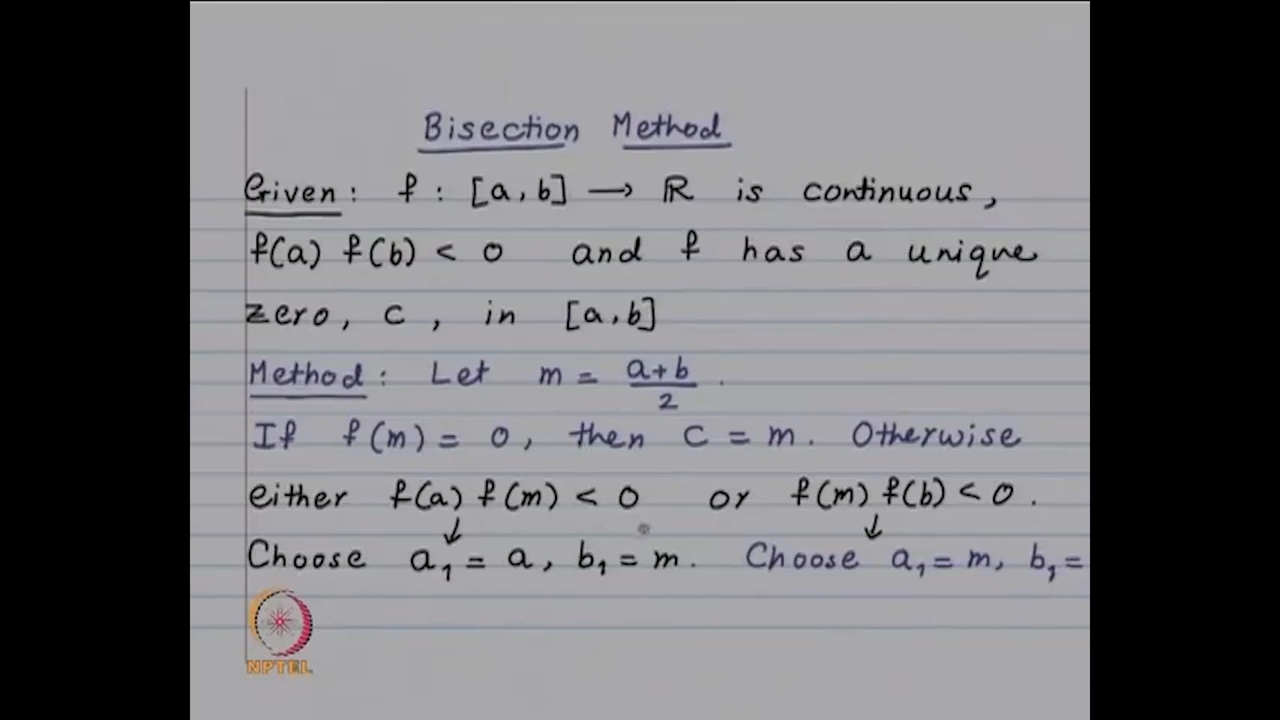 Bisection Method
Given: f : [a, b] → ℝ is continuous,
f(a) f(b) < 0 and f has a unique
zero, c, in [a, b]
Method: Let m = (a+b)/2 .
If f(m) = 0, then c = m. Otherwise
either f(a) f(m) < 0 or f(m) f(b) < 0.
↓ ↓
Choose a₁ = a, b₁ = m. Choose a₁ = m, b₁ =
NPTEL